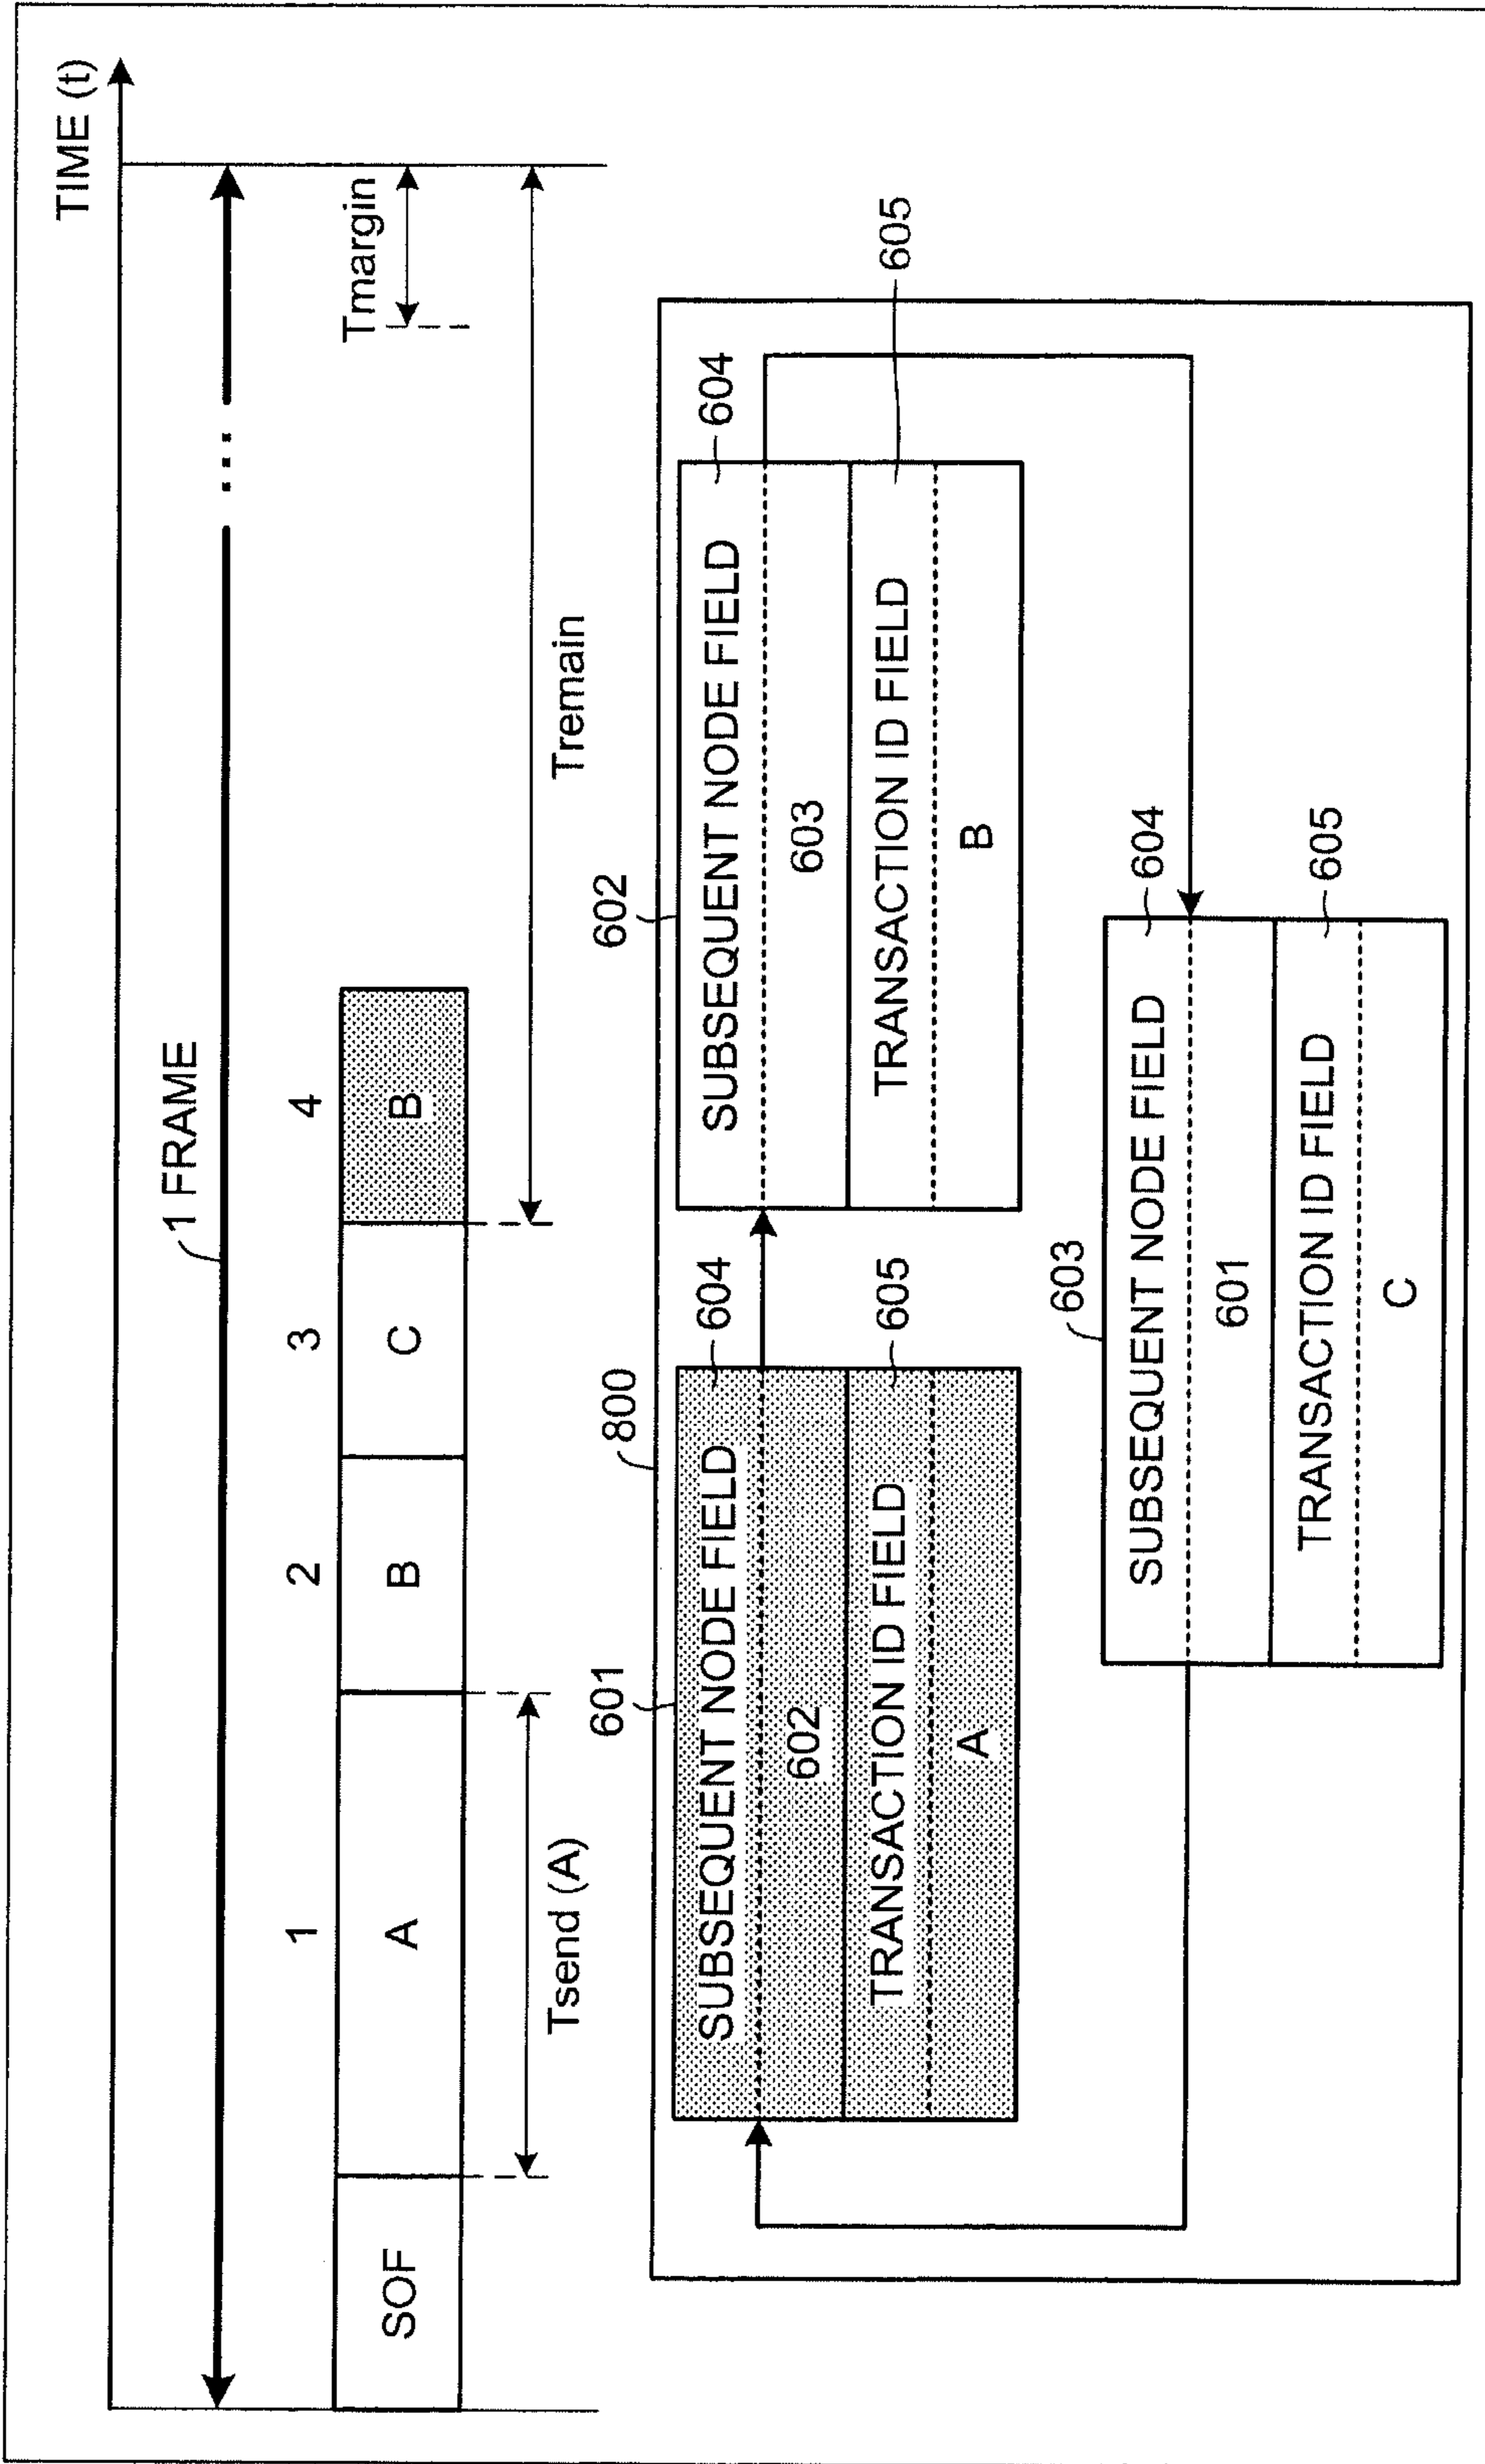 TIME (t)
1 FRAME
1
2
3
4
SOF
A
B
C
B
Tmargin
Tsend (A)
Tremain
800
601
SUBSEQUENT NODE FIELD
604
602
TRANSACTION ID FIELD
605
A
602
SUBSEQUENT NODE FIELD
604
603
TRANSACTION ID FIELD
605
B
603
SUBSEQUENT NODE FIELD
604
601
TRANSACTION ID FIELD
605
C